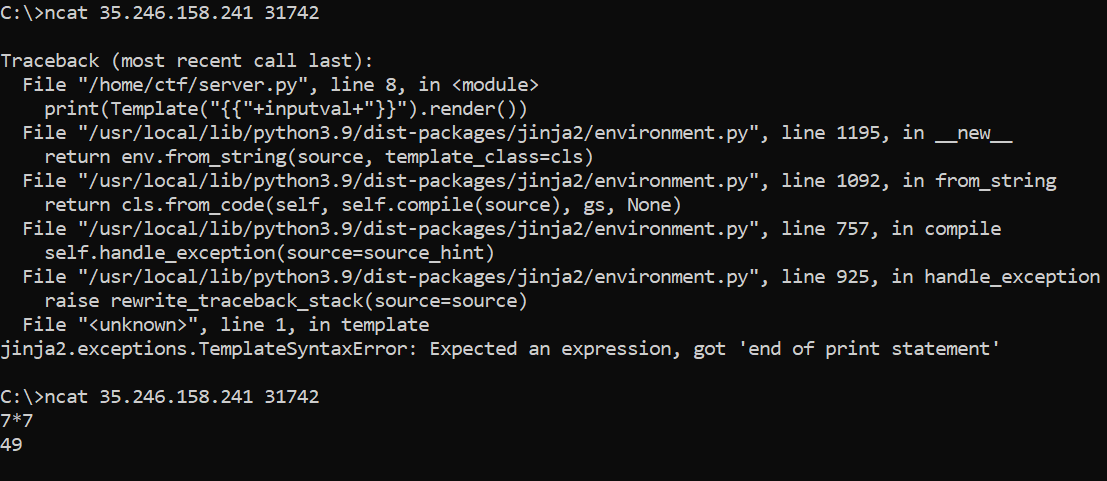 C:\>ncat 35.246.158.241 31742
Traceback (most recent call last):
  File "/home/ctf/server.py", line 8, in <module>
    print(Template("{{"+inputval+"}}").render())
  File "/usr/local/lib/python3.9/dist-packages/jinja2/environment.py", line 1195, in __new__
    return env.from_string(source, template_class=cls)
  File "/usr/local/lib/python3.9/dist-packages/jinja2/environment.py", line 1092, in from_string
    return cls.from_code(self, self.compile(source), gs, None)
  File "/usr/local/lib/python3.9/dist-packages/jinja2/environment.py", line 757, in compile
    self.handle_exception(source=source_hint)
  File "/usr/local/lib/python3.9/dist-packages/jinja2/environment.py", line 925, in handle_exception
    raise rewrite_traceback_stack(source=source)
  File "<unknown>", line 1, in template
jinja2.exceptions.TemplateSyntaxError: Expected an expression, got 'end of print statement'
C:\>ncat 35.246.158.241 31742
7*7
49